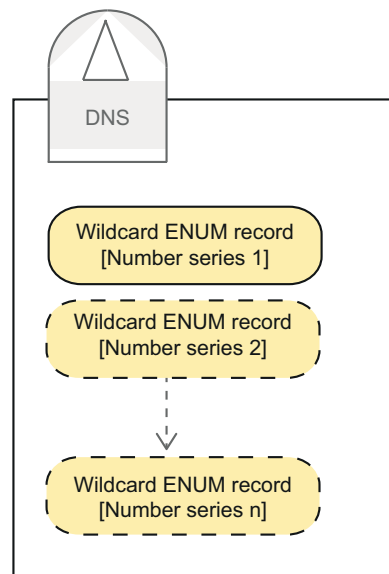 DNS
Wildcard ENUM record
[Number series 1]
Wildcard ENUM record
[Number series 2]
Wildcard ENUM record
[Number series n]